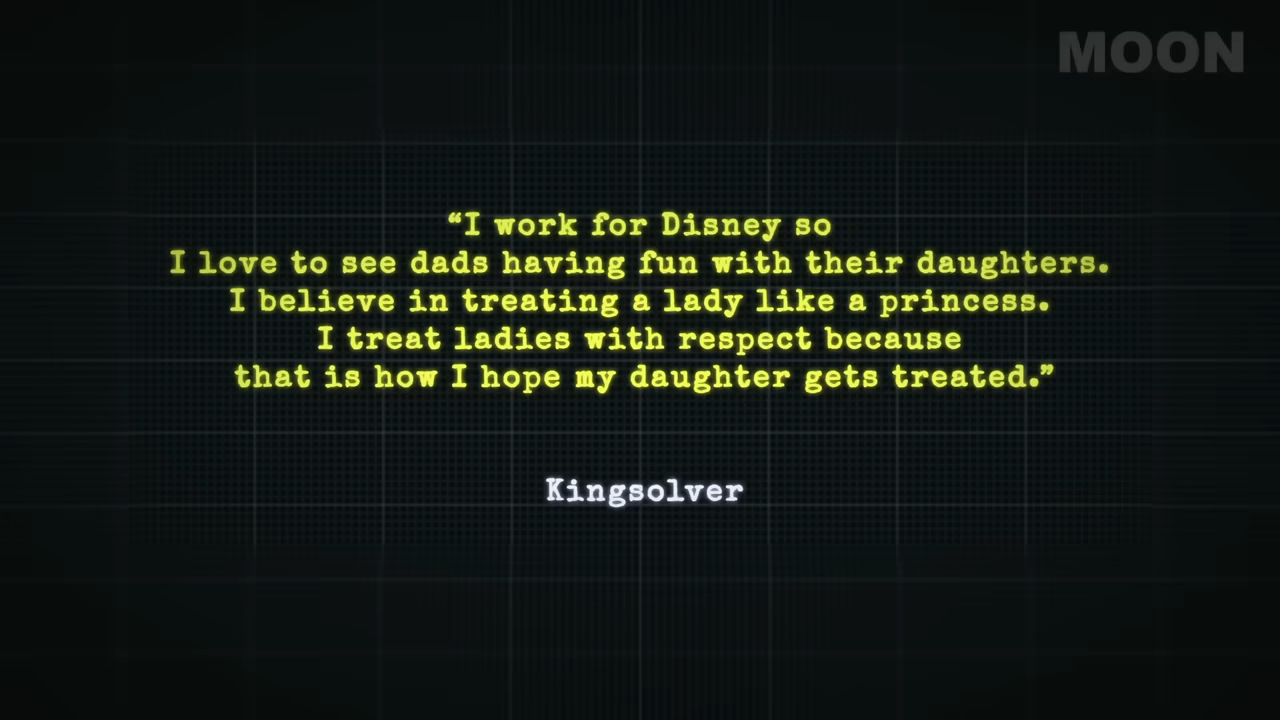 MOON
“I work for Disney so
I love to see dads having fun with their daughters.
I believe in treating a lady like a princess.
I treat ladies with respect because
that is how I hope my daughter gets treated.”
Kingsolver